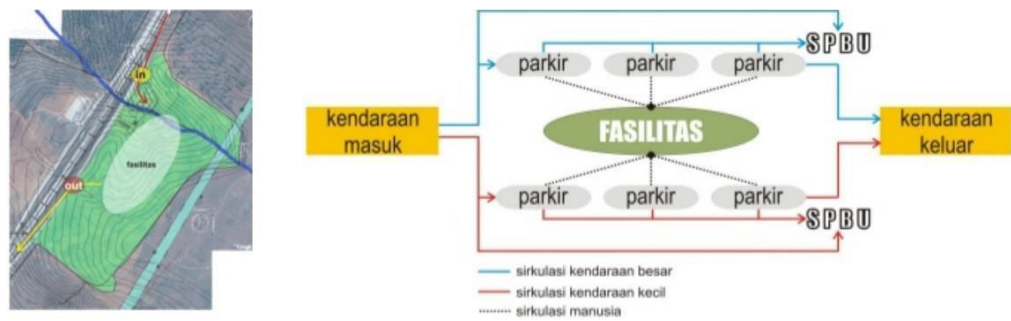 in
fasilitas
out
SPBU
parkir parkir parkir
kendaraan
masuk
FASILITAS
kendaraan
keluar
parkir parkir parkir
SPBU
sirkulasi kendaraan besar
sirkulasi kendaraan kecil
sirkulasi manusia